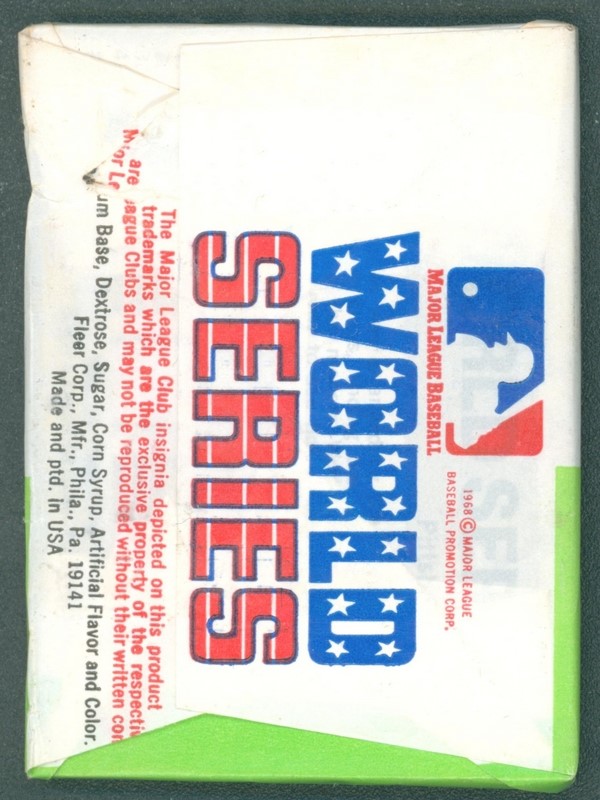 MAJOR LEAGUE BASEBALL
1968 © MAJOR LEAGUE
BASEBALL PROMOTION CORP.
WORLD
SERIES
The Major League Club insignia depicted on this product
are trademarks which are the exclusive property of the respecti
or League Clubs and may not be reproduced without their written con
um Base, Dextrose, Sugar, Corn Syrup, Artificial Flavor and Color.
Fleer Corp., Mfr., Phila., Pa. 19141
Made and ptd. in USA